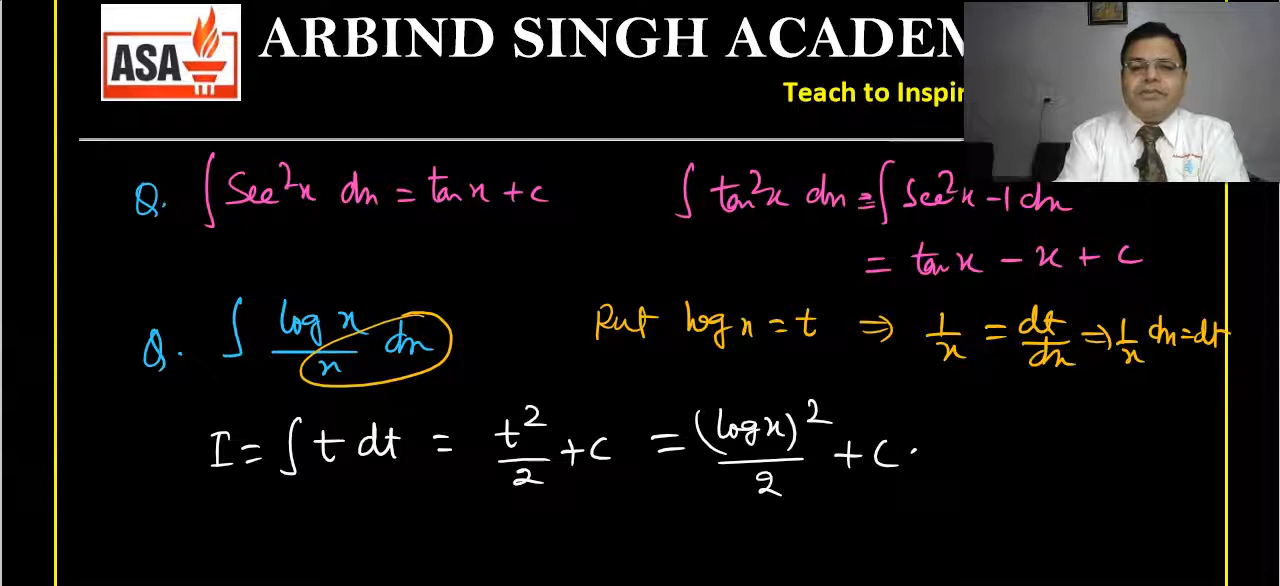 ASA
ARBIND SINGH ACADEM
Teach to Inspir
Q. ∫ Sec²x dx = tan x + c
∫ tan²x dx = ∫ Sec²x - 1 dx
= tan x - x + c
Q. ∫ log x / x dx
Put log x = t ⇒ 1/x = dt/dx ⇒ 1/x dx = dt
I = ∫ t dt = t²/2 + c = (log x)²/2 + c.